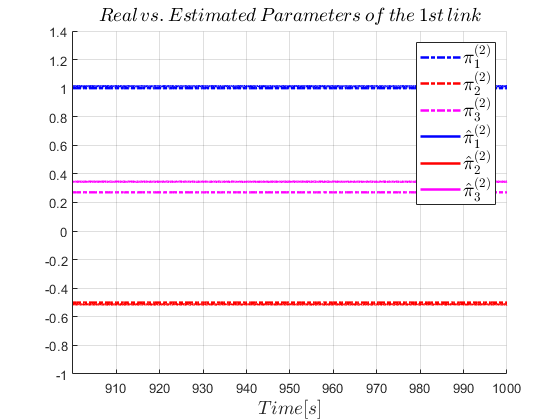 Real vs. Estimated Parameters of the 1st link
1.4
1.2
1
0.8
0.6
0.4
0.2
0
-0.2
-0.4
-0.6
-0.8
-1
π₁⁽²⁾
π₂⁽²⁾
π₃⁽²⁾
π̂₁⁽²⁾
π̂₂⁽²⁾
π̂₃⁽²⁾
910 920 930 940 950 960 970 980 990 1000
Time[s]